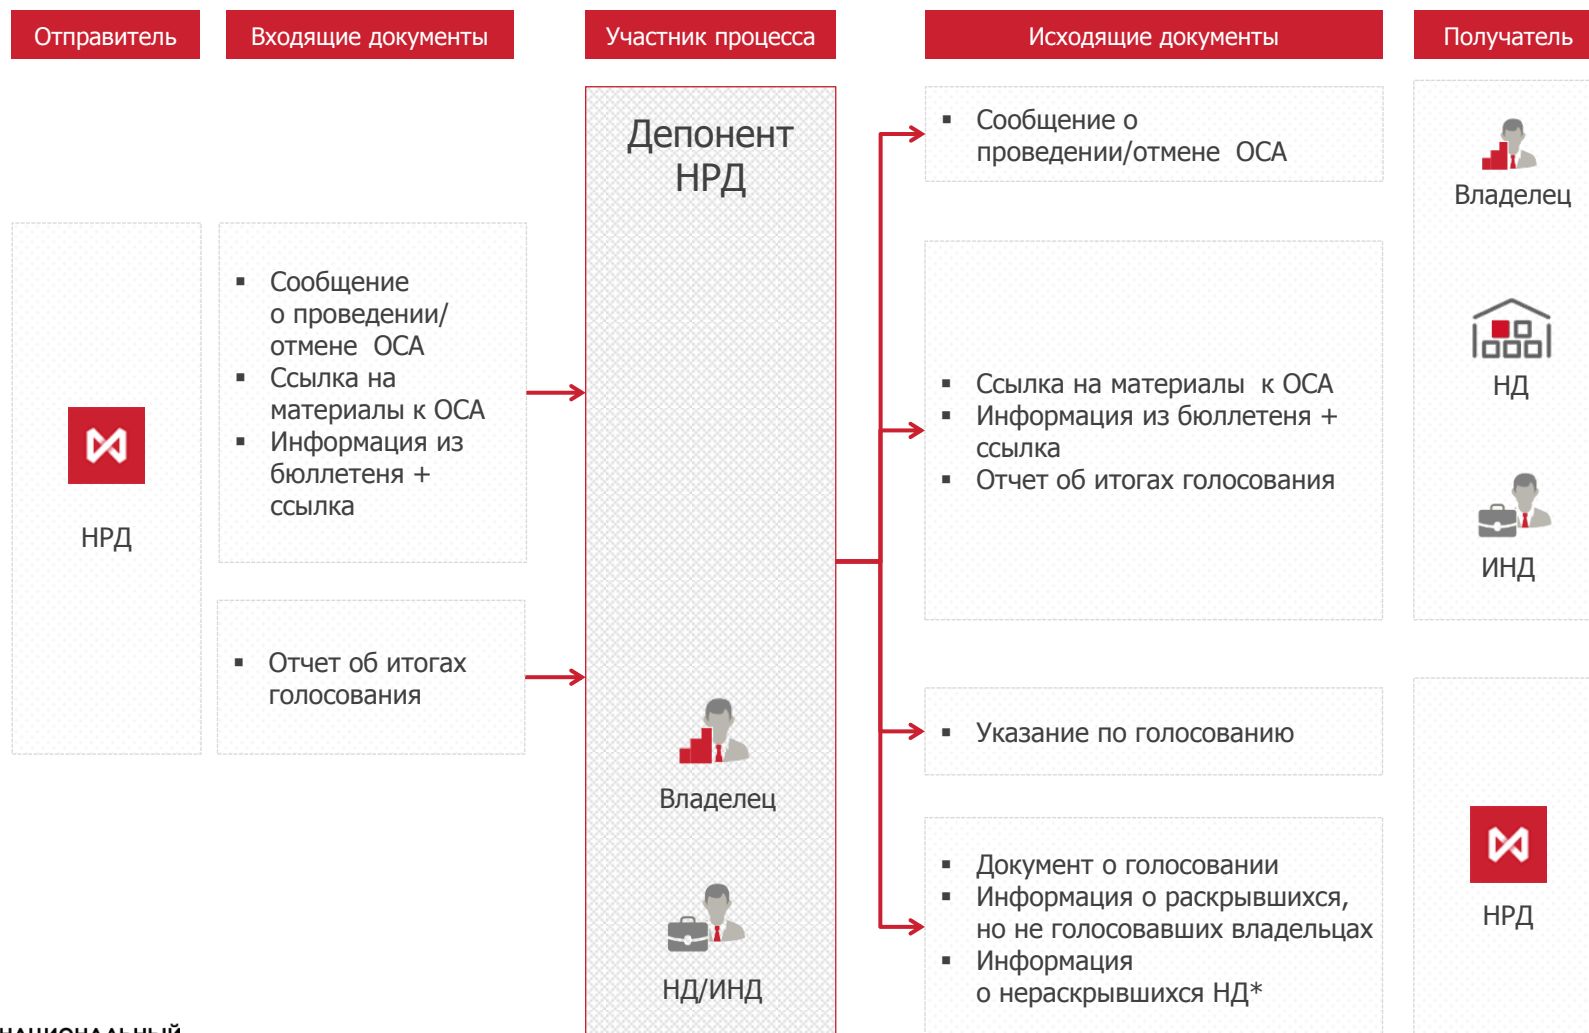 Отправитель
Входящие документы
Участник процесса
Исходящие документы
Получатель
НРД
▪ Сообщение
о проведении/
отмене ОСА
▪ Ссылка на
материалы к ОСА
▪ Информация из
бюллетеня +
ссылка
▪ Отчет об итогах
голосования
Депонент
НРД
Владелец
НД/ИНД
▪ Сообщение о
проведении/отмене ОСА
▪ Ссылка на материалы к ОСА
▪ Информация из бюллетеня +
ссылка
▪ Отчет об итогах голосования
▪ Указание по голосованию
▪ Документ о голосовании
▪ Информация о раскрывшихся,
но не голосовавших владельцах
▪ Информация
о нераскрывшихся НД*
Владелец
НД
ИНД
НРД
НАЦИОНАЛЬНЫЙ